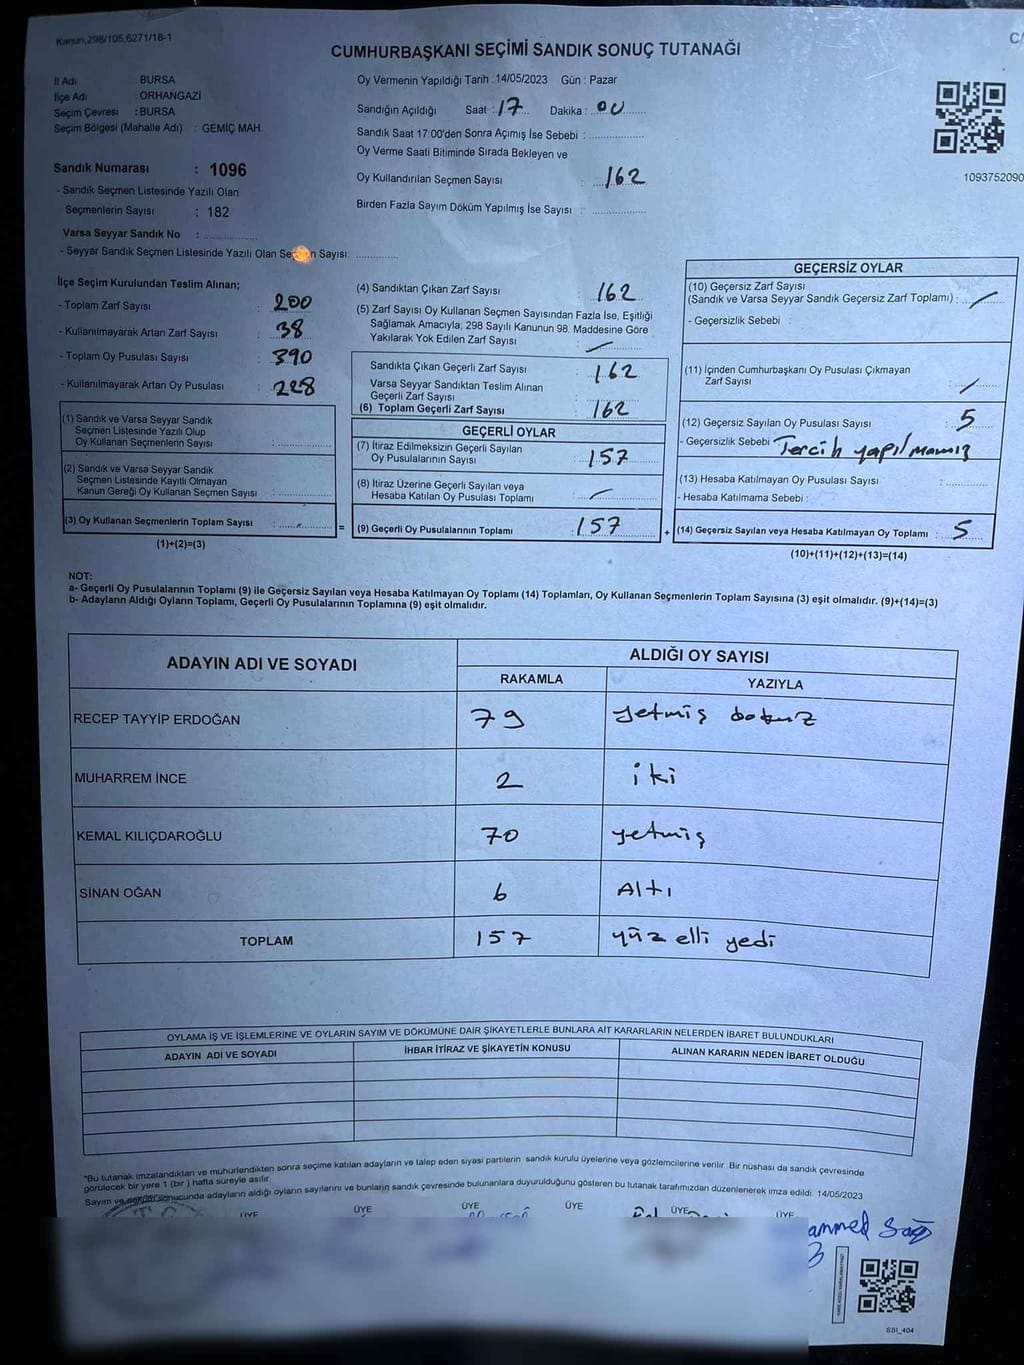 Kanun,298/105,6271/18-1
C/
CUMHURBAŞKANI SEÇİMİ SANDIK SONUÇ TUTANAĞI
İl Adı : BURSA
İlçe Adı : ORHANGAZİ
Seçim Çevresi : BURSA
Seçim Bölgesi (Mahalle Adı) : GEMİÇ MAH.
Sandık Numarası : 1096
- Sandık Seçmen Listesinde Yazılı Olan
Seçmenlerin Sayısı : 182
Varsa Seyyar Sandık No :
- Seyyar Sandık Seçmen Listesinde Yazılı Olan Seçmen Sayısı:
Oy Vermenin Yapıldığı Tarih : 14/05/2023 Gün : Pazar
Sandığın Açıldığı Saat : 17 Dakika : 00
Sandık Saat 17:00'den Sonra Açımış İse Sebebi :
Oy Verme Saati Bitiminde Sırada Bekleyen ve
Oy Kullandırılan Seçmen Sayısı : 162
Birden Fazla Sayım Döküm Yapılmış İse Sayısı :
1093752090
İlçe Seçim Kurulundan Teslim Alınan;
- Toplam Zarf Sayısı : 200
- Kullanılmayarak Artan Zarf Sayısı : 38
- Toplam Oy Pusulası Sayısı : 390
- Kullanılmayarak Artan Oy Pusulası : 228
(1) Sandık ve Varsa Seyyar Sandık
Seçmen Listesinde Yazılı Olup
Oy Kullanan Seçmenlerin Sayısı :
(2) Sandık ve Varsa Seyyar Sandık
Seçmen Listesinde Kayıtlı Olmayan
Kanun Gereği Oy Kullanan Seçmen Sayısı :
(3) Oy Kullanan Seçmenlerin Toplam Sayısı :
(1)+(2)=(3)
(4) Sandıktan Çıkan Zarf Sayısı : 162
(5) Zarf Sayısı Oy Kullanan Seçmen Sayısından Fazla İse, Eşitliği
Sağlamak Amacıyla, 298 Sayılı Kanunun 98. Maddesine Göre
Yakılarak Yok Edilen Zarf Sayısı : —
Sandıkta Çıkan Geçerli Zarf Sayısı : 162
Varsa Seyyar Sandıktan Teslim Alınan
Geçerli Zarf Sayısı :
(6) Toplam Geçerli Zarf Sayısı : 162
GEÇERLİ OYLAR
(7) İtiraz Edilmeksizin Geçerli Sayılan
Oy Pusulalarının Sayısı : 157
(8) İtiraz Üzerine Geçerli Sayılan veya
Hesaba Katılan Oy Pusulası Toplamı : —
= (9) Geçerli Oy Pusulalarının Toplamı : 157
GEÇERSİZ OYLAR
(10) Geçersiz Zarf Sayısı
(Sandık ve Varsa Seyyar Sandık Geçersiz Zarf Toplamı) : —
- Geçersizlik Sebebi :
(11) İçinden Cumhurbaşkanı Oy Pusulası Çıkmayan
Zarf Sayısı : —
(12) Geçersiz Sayılan Oy Pusulası Sayısı : 5
- Geçersizlik Sebebi : Tercih yapılmamış
(13) Hesaba Katılmayan Oy Pusulası Sayısı :
- Hesaba Katılmama Sebebi :
+ (14) Geçersiz Sayılan veya Hesaba Katılmayan Oy Toplamı : 5
(10)+(11)+(12)+(13)=(14)
NOT:
a- Geçerli Oy Pusulalarının Toplamı (9) ile Geçersiz Sayılan veya Hesaba Katılmayan Oy Toplamı (14) Toplamları, Oy Kullanan Seçmenlerin Toplam Sayısına (3) eşit olmalıdır. (9)+(14)=(3)
b- Adayların Aldığı Oyların Toplamı, Geçerli Oy Pusulalarının Toplamına (9) eşit olmalıdır.
ADAYIN ADI VE SOYADI
ALDIĞI OY SAYISI
RAKAMLA YAZIYLA
RECEP TAYYİP ERDOĞAN 79 yetmiş dokuz
MUHARREM İNCE 2 iki
KEMAL KILIÇDAROĞLU 70 yetmiş
SİNAN OĞAN 6 Altı
TOPLAM 157 yüz elli yedi
OYLAMA İŞ VE İŞLEMLERİNE VE OYLARIN SAYIM VE DÖKÜMÜNE DAİR ŞİKAYETLERLE BUNLARA AİT KARARLARIN NELERDEN İBARET BULUNDUKLARI
ADAYIN ADI VE SOYADI İHBAR İTİRAZ VE ŞİKAYETİN KONUSU ALINAN KARARIN NEDEN İBARET OLDUĞU
*Bu tutanak imzalandıktan ve mühürlendikten sonra seçime katılan adayların ve talep eden siyasi partilerin sandık kurulu üyelerine veya gözlemcilerine verilir. Bir nüshası da sandık çevresinde
görülecek bir yere 1 (bir ) hafta süreyle asılır.
Sayım ve döküm sonucunda adayların aldığı oyların sayılarını ve bunların sandık çevresinde bulunanlara duyurulduğunu gösteren bu tutanak tarafımızdan düzenlenerek imza edildi. 14/05/2023
ÜYE ÜYE ÜYE ÜYE ÜYE ÜYE
ammed
SSI_404